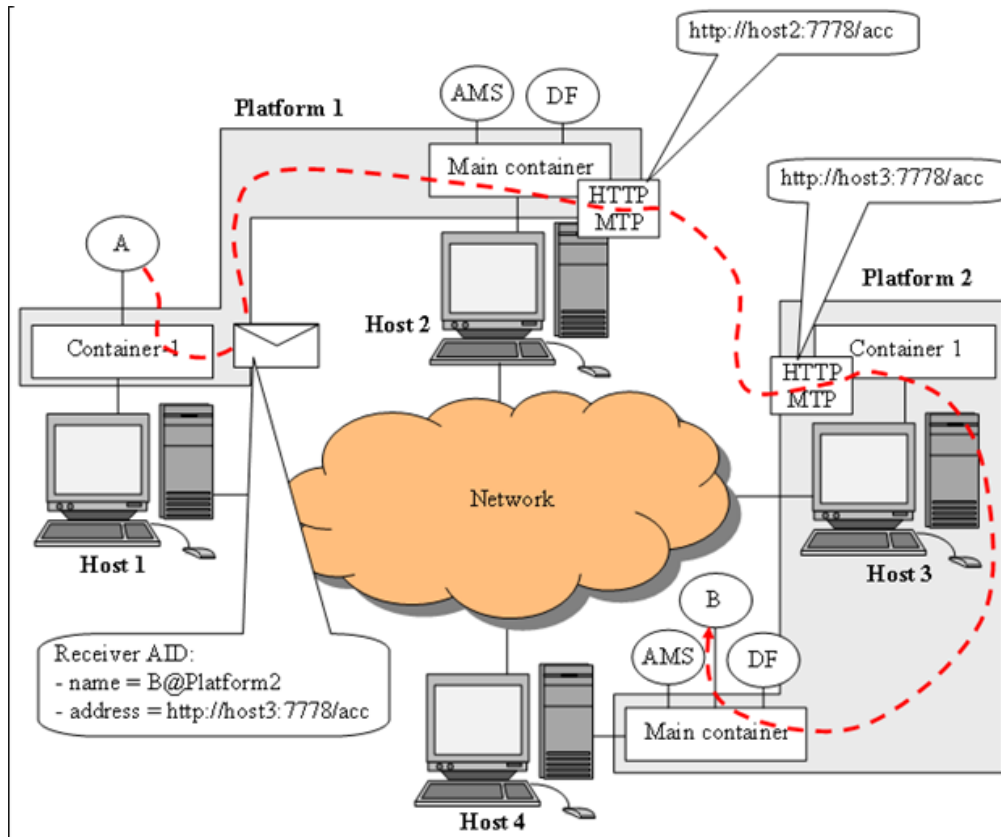 http://host2:7778/acc
AMS
DF
Platform 1
Main container
HTTP
MTP
http://host3:7778/acc
A
Platform 2
Host 2
Container 1
Container 1
HTTP
MTP
Network
Host 1
Host 3
B
Receiver AID:
- name = B@Platform2
- address = http://host3:7778/acc
AMS
DF
Main container
Host 4